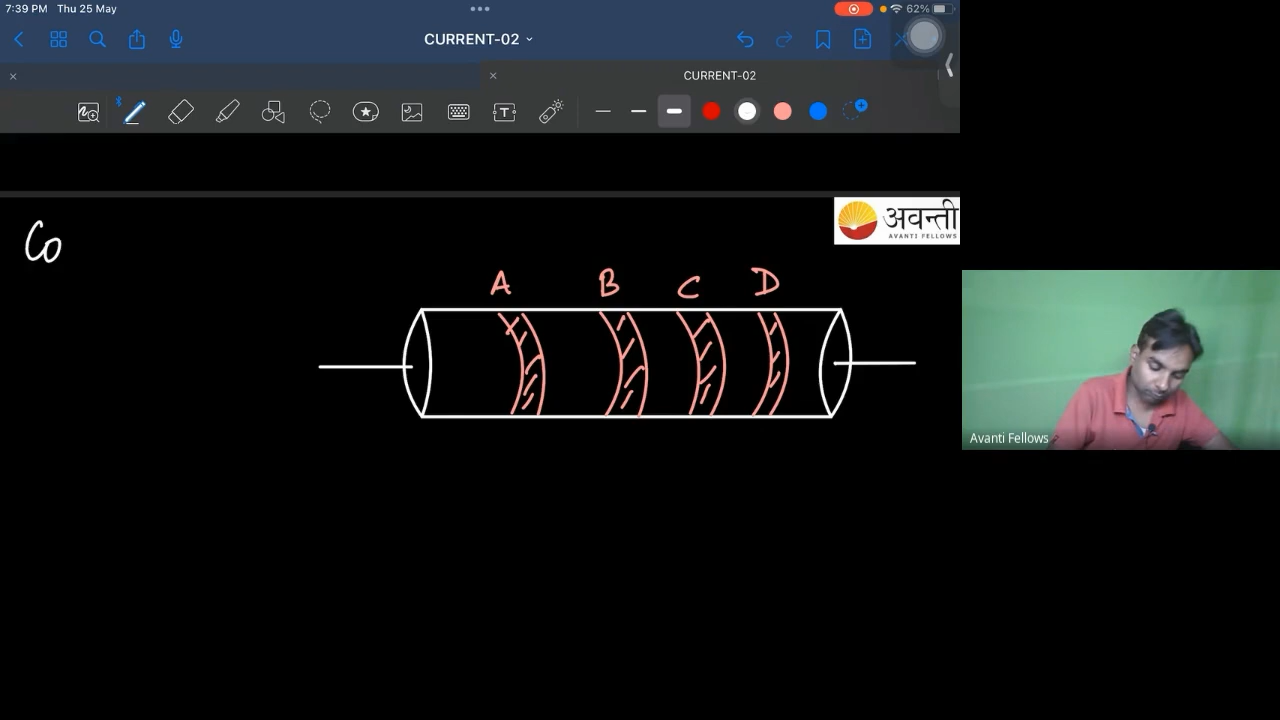 7:39 PM Thu 25 May
62%
CURRENT-02
CURRENT-02
T
Co
अवन्ती
AVANTI FELLOWS
A B C D
Avanti Fellows